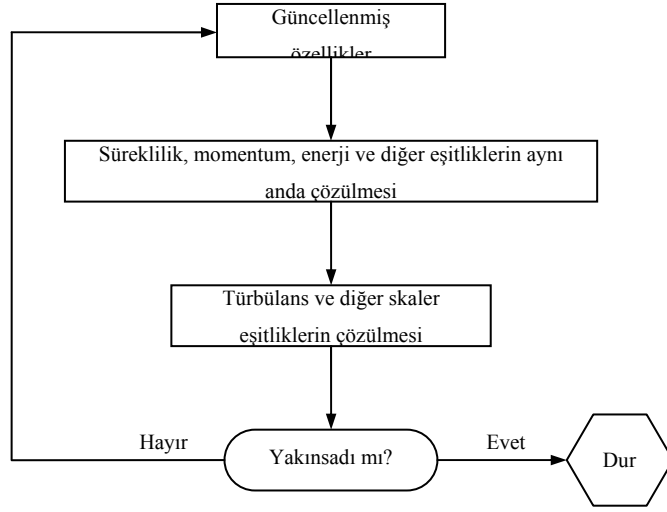 Güncellenmiş
özellikler
Süreklilik, momentum, enerji ve diğer eşitliklerin aynı
anda çözülmesi
Türbülans ve diğer skaler
eşitliklerin çözülmesi
Hayır
Yakınsadı mı?
Evet
Dur